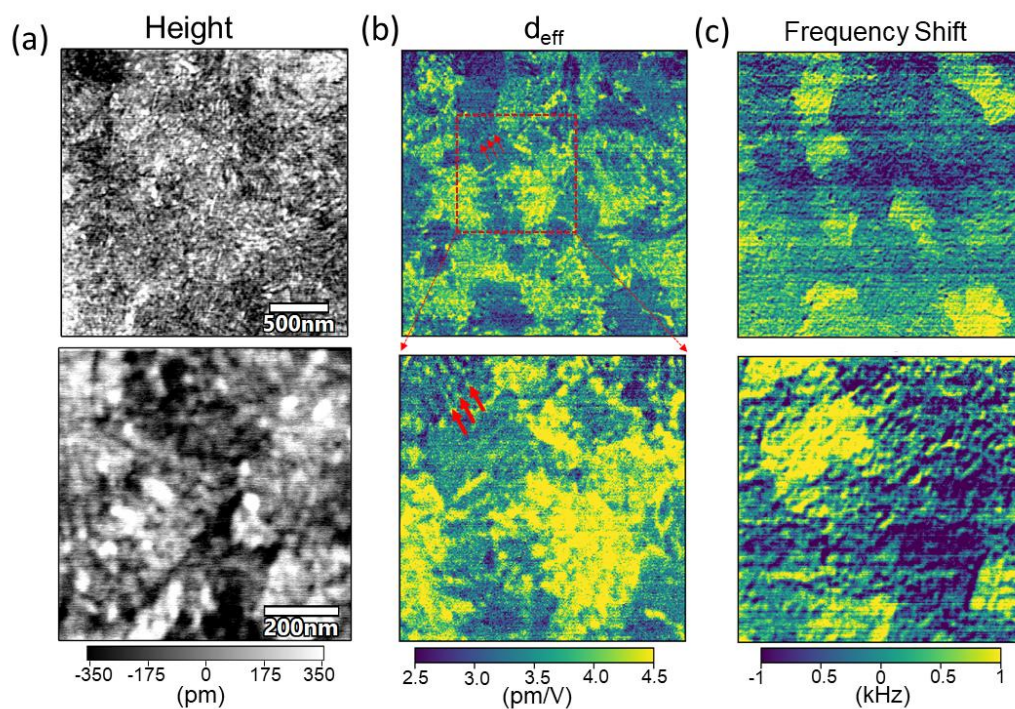 (a) Height
(b) d_eff
(c) Frequency Shift
500nm
200nm
-350 -175 0 175 350
(pm)
2.5 3.0 3.5 4.0 4.5
(pm/V)
-1 0.5 0 0.5 1
(kHz)